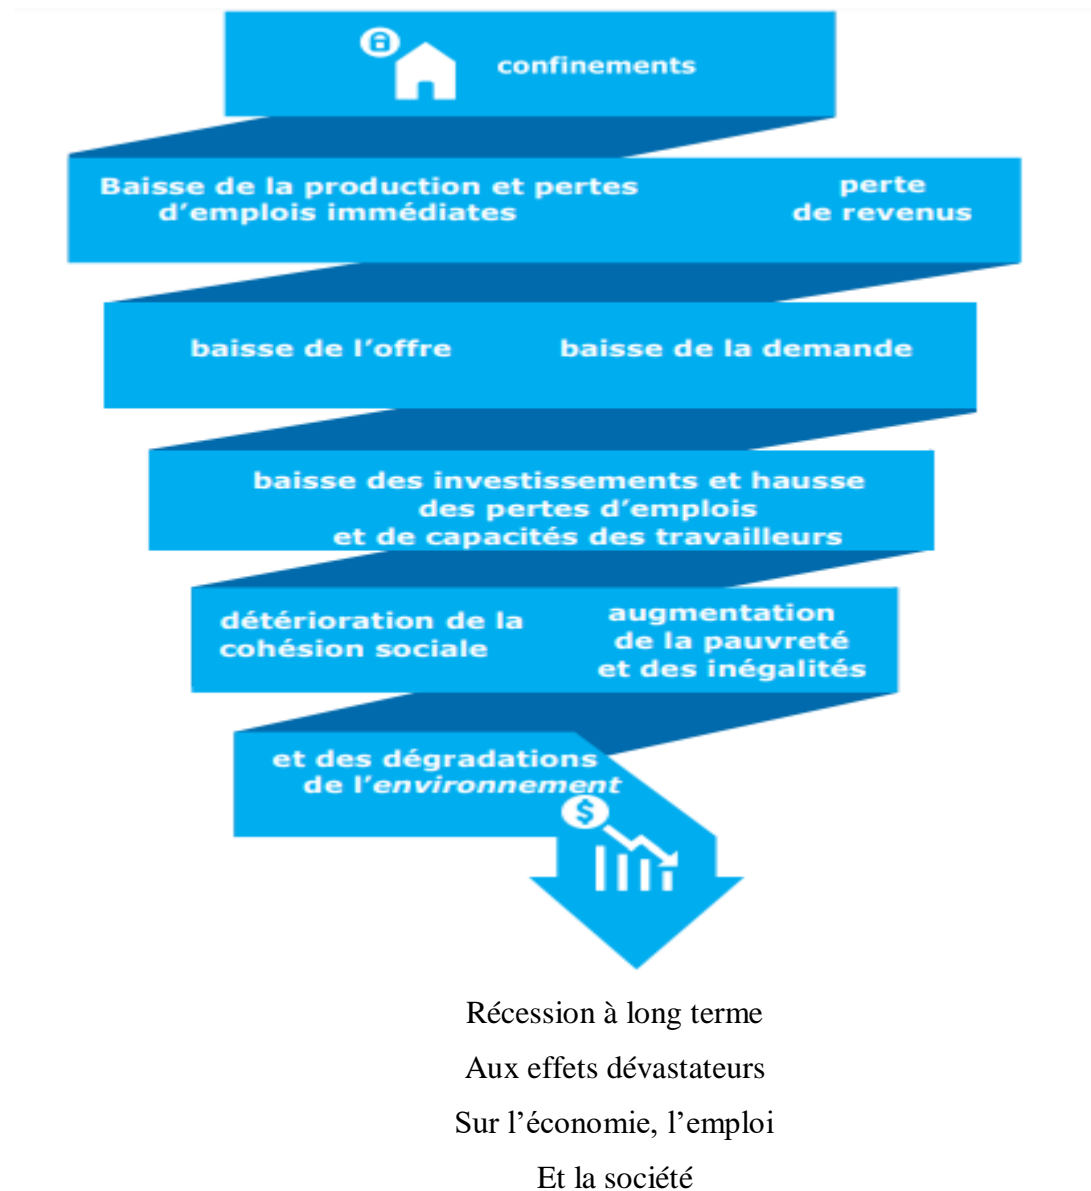 confinements
Baisse de la production et pertes
d'emplois immédiates
perte
de revenus
baisse de l'offre
baisse de la demande
baisse des investissements et hausse
des pertes d'emplois
et de capacités des travailleurs
détérioration de la
cohésion sociale
augmentation
de la pauvreté
et des inégalités
et des dégradations
de l'environnement
$
Récession à long terme
Aux effets dévastateurs
Sur l'économie, l'emploi
Et la société